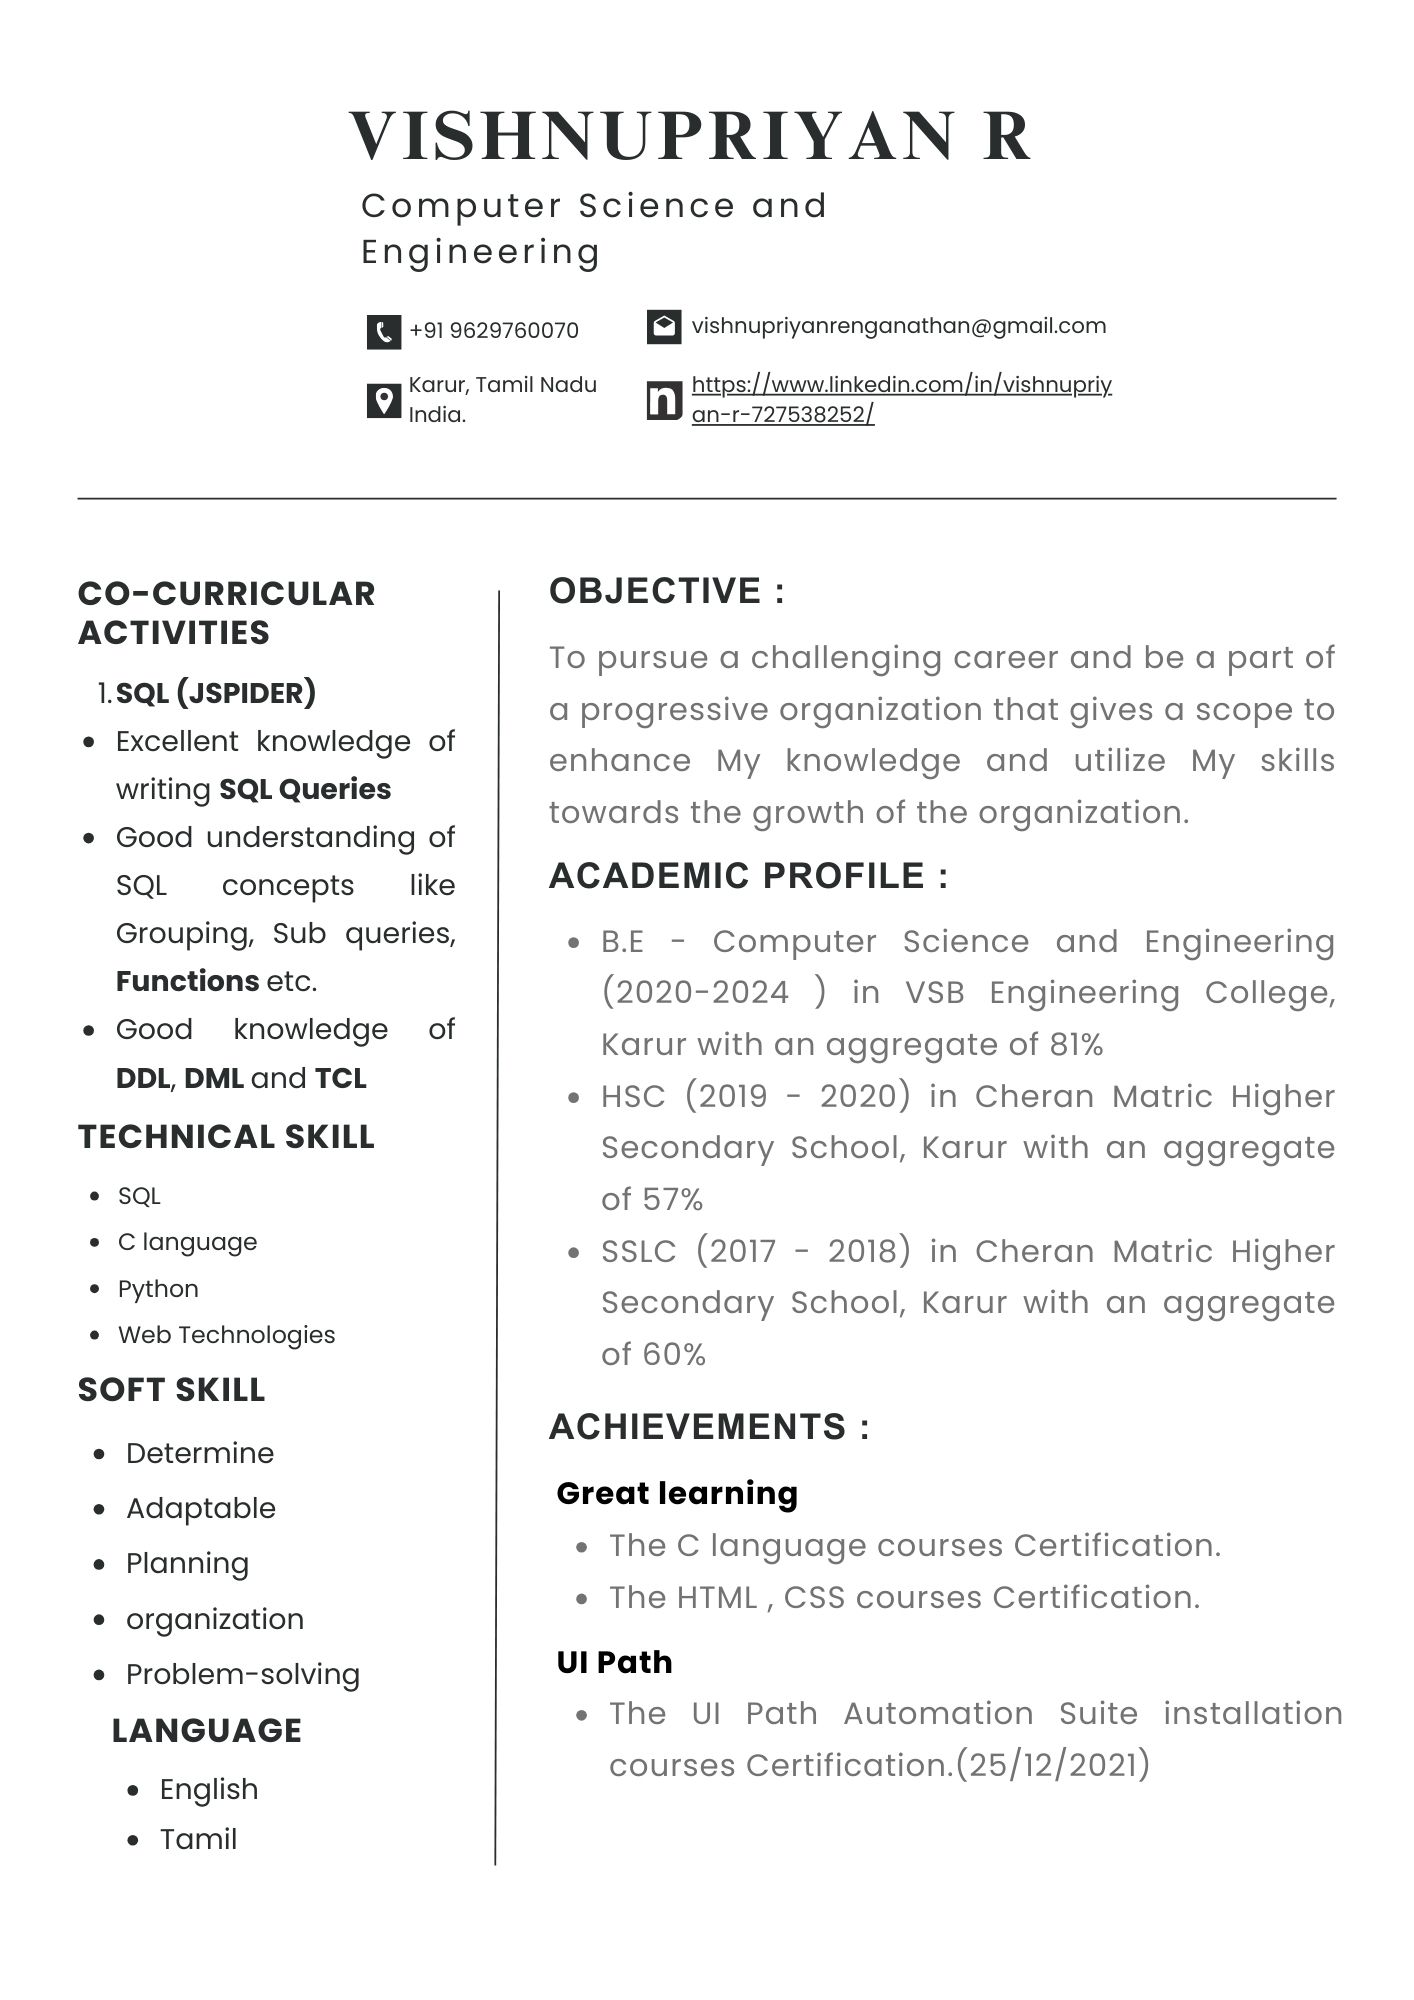 VISHNUPRIYAN R
Computer Science and
Engineering
+91 9629760070
vishnupriyanrenganathan@gmail.com
Karur, Tamil Nadu
India.
https://www.linkedin.com/in/vishnupriy
an-r-727538252/
CO-CURRICULAR
ACTIVITIES
1. SQL (JSPIDER)
• Excellent knowledge of
writing SQL Queries
• Good understanding of
SQL concepts like
Grouping, Sub queries,
Functions etc.
• Good knowledge of
DDL, DML and TCL
TECHNICAL SKILL
• SQL
• C language
• Python
• Web Technologies
SOFT SKILL
• Determine
• Adaptable
• Planning
• organization
• Problem-solving
LANGUAGE
• English
• Tamil
OBJECTIVE :
To pursue a challenging career and be a part of
a progressive organization that gives a scope to
enhance My knowledge and utilize My skills
towards the growth of the organization.
ACADEMIC PROFILE :
• B.E - Computer Science and Engineering
(2020-2024 ) in VSB Engineering College,
Karur with an aggregate of 81%
• HSC (2019 - 2020) in Cheran Matric Higher
Secondary School, Karur with an aggregate
of 57%
• SSLC (2017 - 2018) in Cheran Matric Higher
Secondary School, Karur with an aggregate
of 60%
ACHIEVEMENTS :
Great learning
• The C language courses Certification.
• The HTML , CSS courses Certification.
UI Path
• The UI Path Automation Suite installation
courses Certification.(25/12/2021)